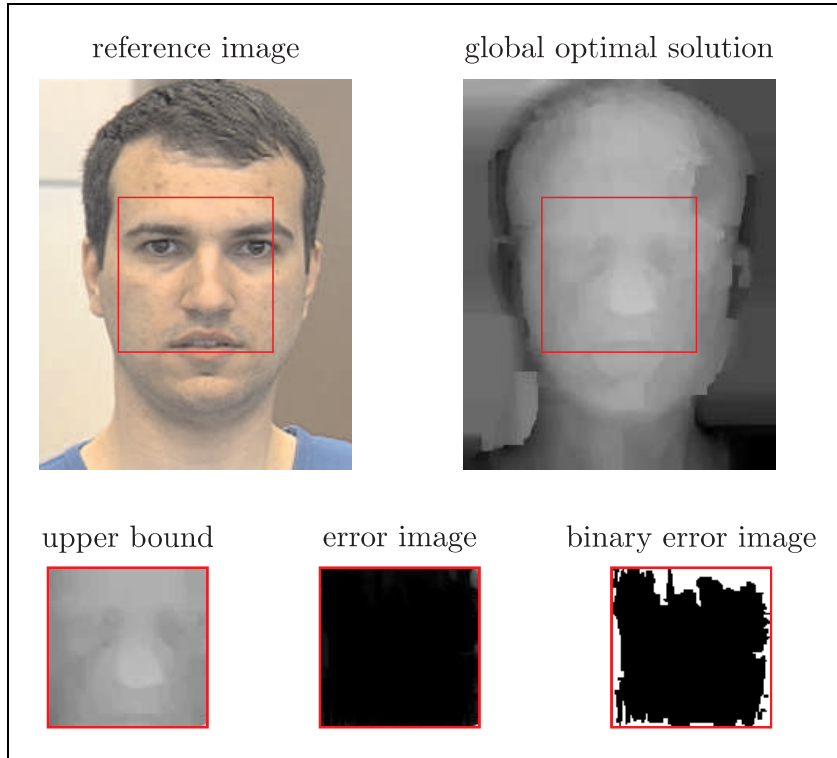 reference image
global optimal solution
upper bound
error image
binary error image